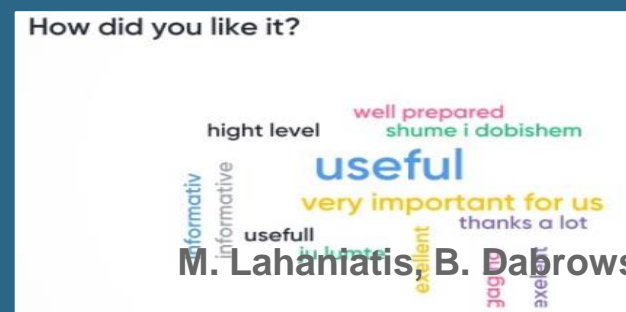 How did you like it?
well prepared
hight level
shume i dobishem
useful
informativ
informative
very important for us
thanks a lot
usefull
exellent
M. Lahaniatis, B. Dabrows